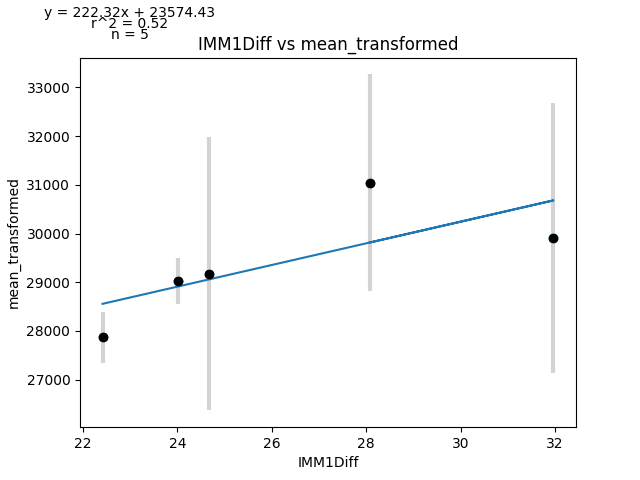 y = 222.32x + 23574.43
r^2 = 0.52
n = 5
IMM1Diff vs mean_transformed
33000
32000
31000
30000
29000
28000
27000
mean_transformed
22 24 26 28 30 32
IMM1Diff